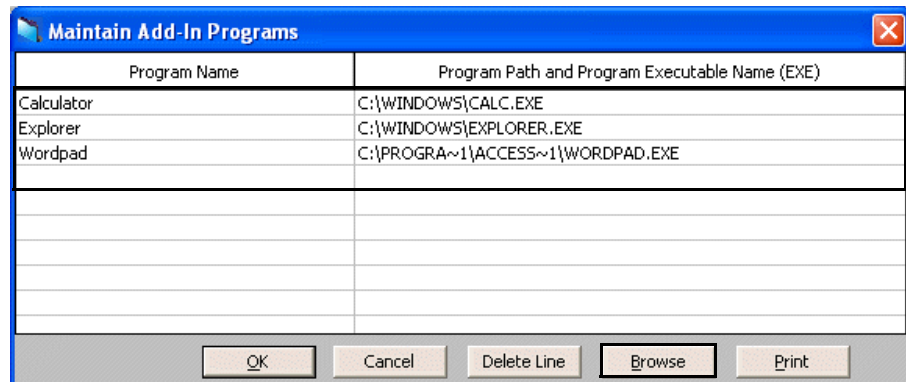 Maintain Add-In Programs
Program Name Program Path and Program Executable Name (EXE)
Calculator C:\WINDOWS\CALC.EXE
Explorer C:\WINDOWS\EXPLORER.EXE
Wordpad C:\PROGRA~1\ACCESS~1\WORDPAD.EXE
OK Cancel Delete Line Browse Print